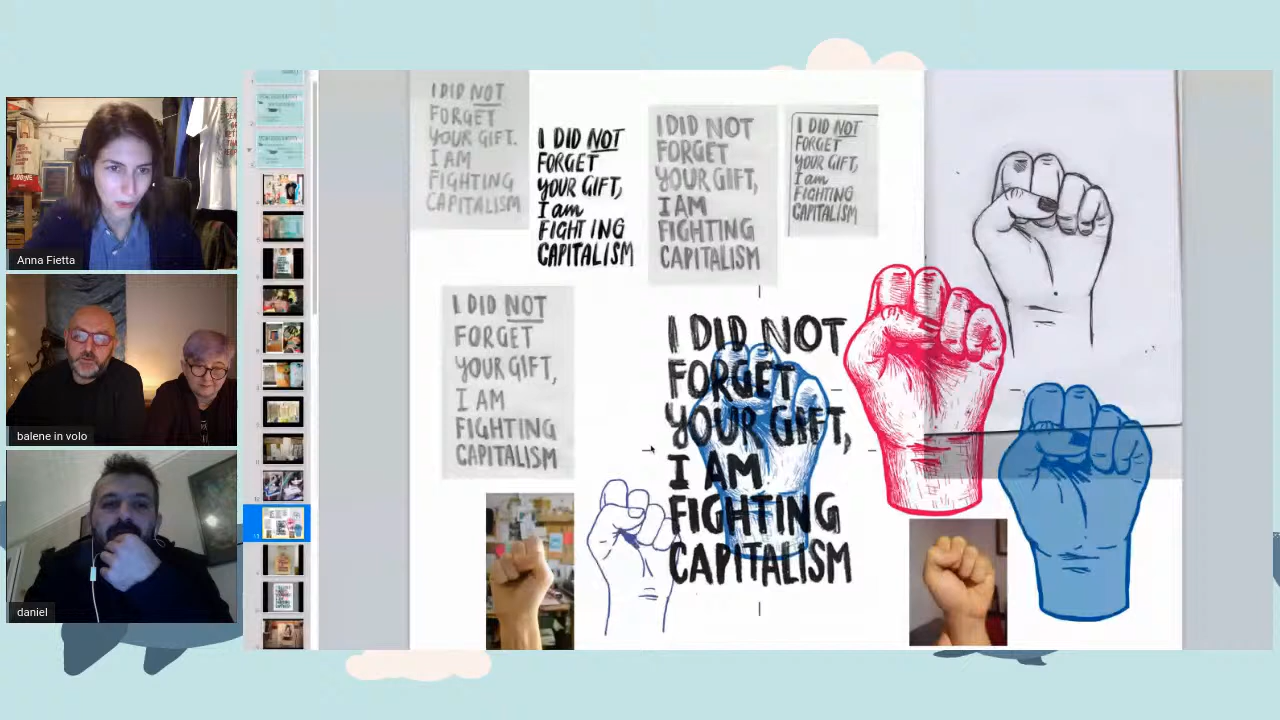 Anna Fietta
balene in volo
daniel
I DID NOT
FORGET
YOUR GIFT.
I AM
FIGHTING
CAPITALISM
I DID NOT
FORGET
YOUR GIFT,
I am
FIGHTING
CAPITALISM
I DID NOT
FORGET
YOUR GIFT,
I AM
FIGHTING
CAPITALISM
I DID NOT
FORGET
YOUR GIFT,
I am
FIGHTING
CAPITALISM
I DID NOT
FORGET
YOUR GIFT,
I AM
FIGHTING
CAPITALISM
I DID NOT
FORGET
YOUR GIFT,
I AM
FIGHTING
CAPITALISM